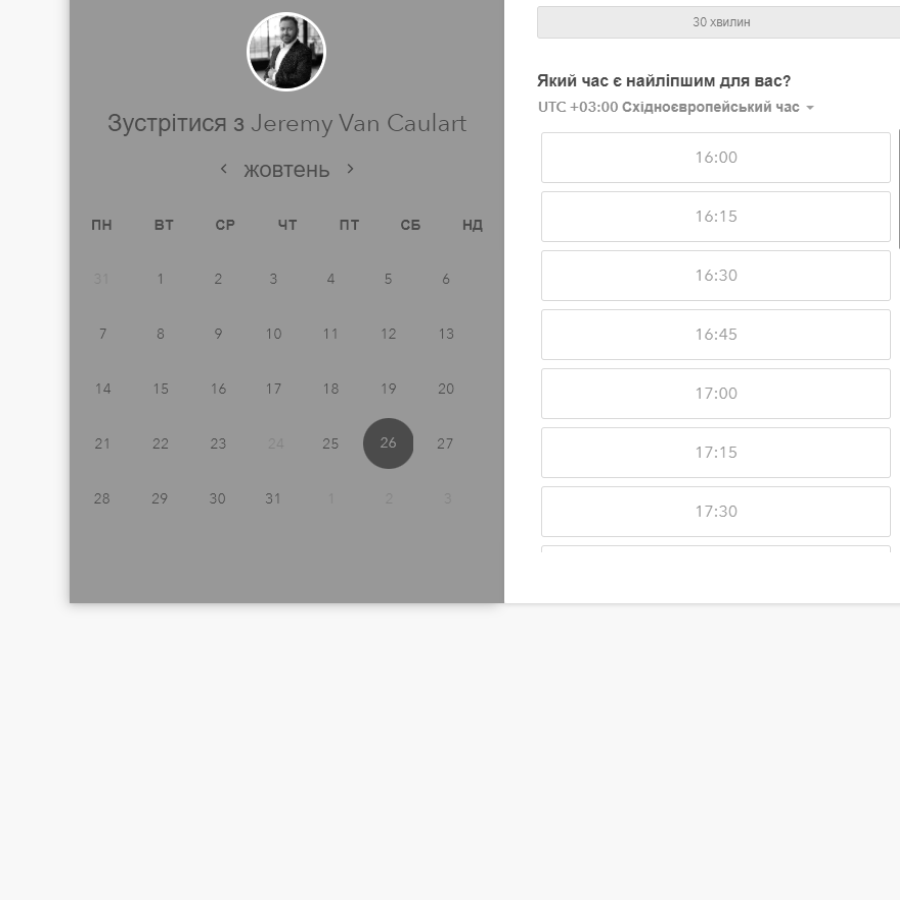 Зустрітися з Jeremy Van Caulart
жовтень
ПН ВТ СР ЧТ ПТ СБ НД
31 1 2 3 4 5 6
7 8 9 10 11 12 13
14 15 16 17 18 19 20
21 22 23 24 25 26 27
28 29 30 31 1 2 3
30 хвилин
Який час є найліпшим для вас?
UTC +03:00 Східноєвропейський час
16:00
16:15
16:30
16:45
17:00
17:15
17:30